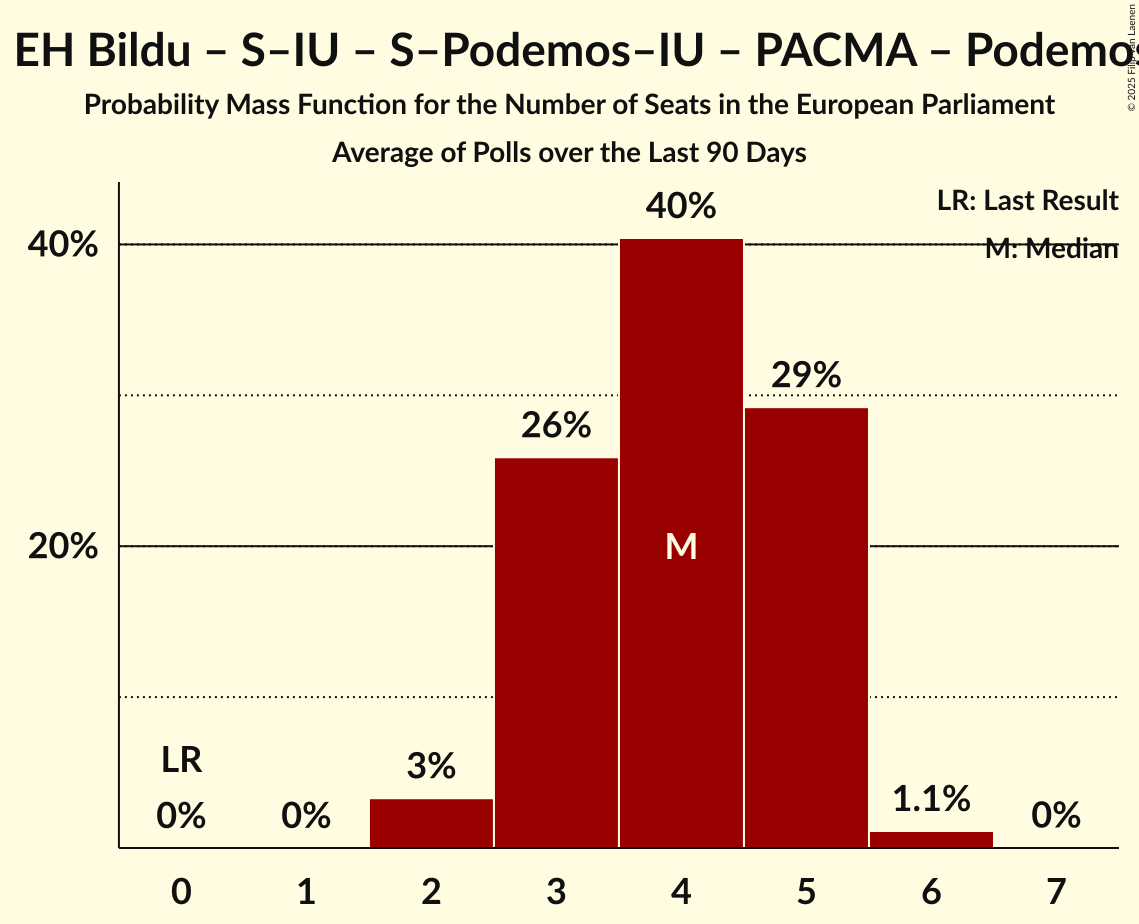 EH Bildu – S–IU – S–Podemos–IU – PACMA – Podemos
Probability Mass Function for the Number of Seats in the European Parliament
Average of Polls over the Last 90 Days
© 2025 Filip van Laenen
LR: Last Result
M: Median
40%
20%
40%
29%
26%
M
LR
3%
1.1%
0%
0%
0%
0 1 2 3 4 5 6 7